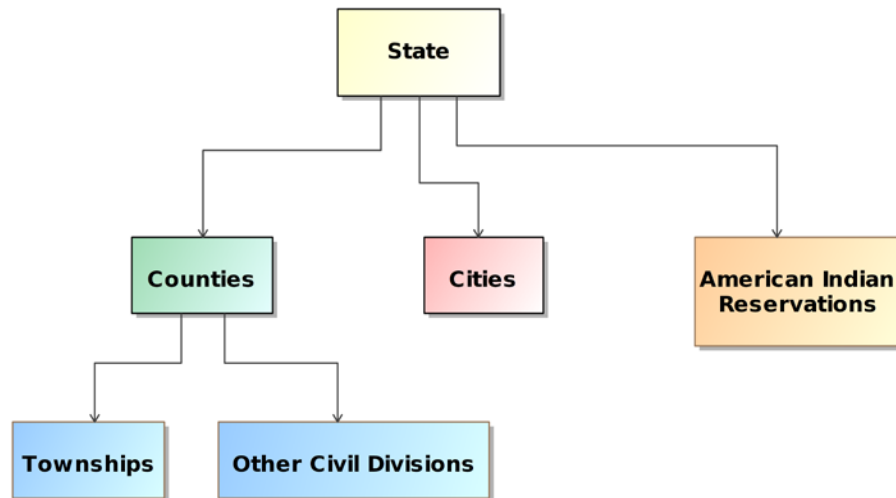 State
Counties
Cities
American Indian
Reservations
Townships
Other Civil Divisions